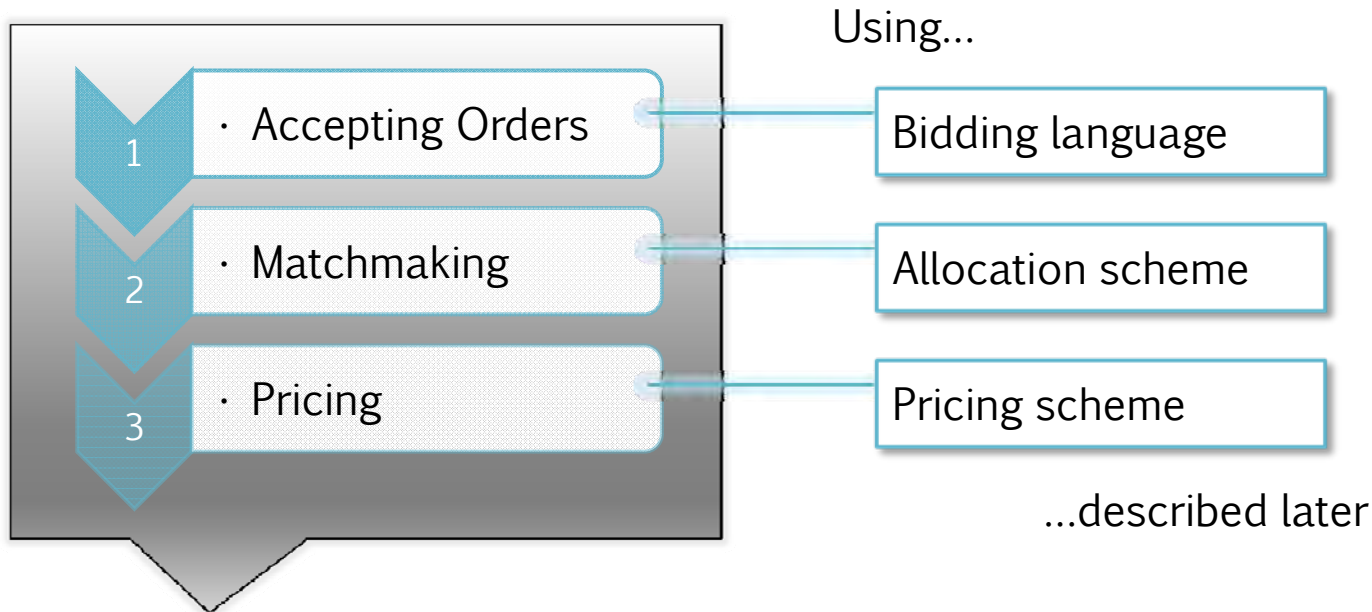 Using...
1
· Accepting Orders
Bidding language
2
· Matchmaking
Allocation scheme
3
· Pricing
Pricing scheme
...described later